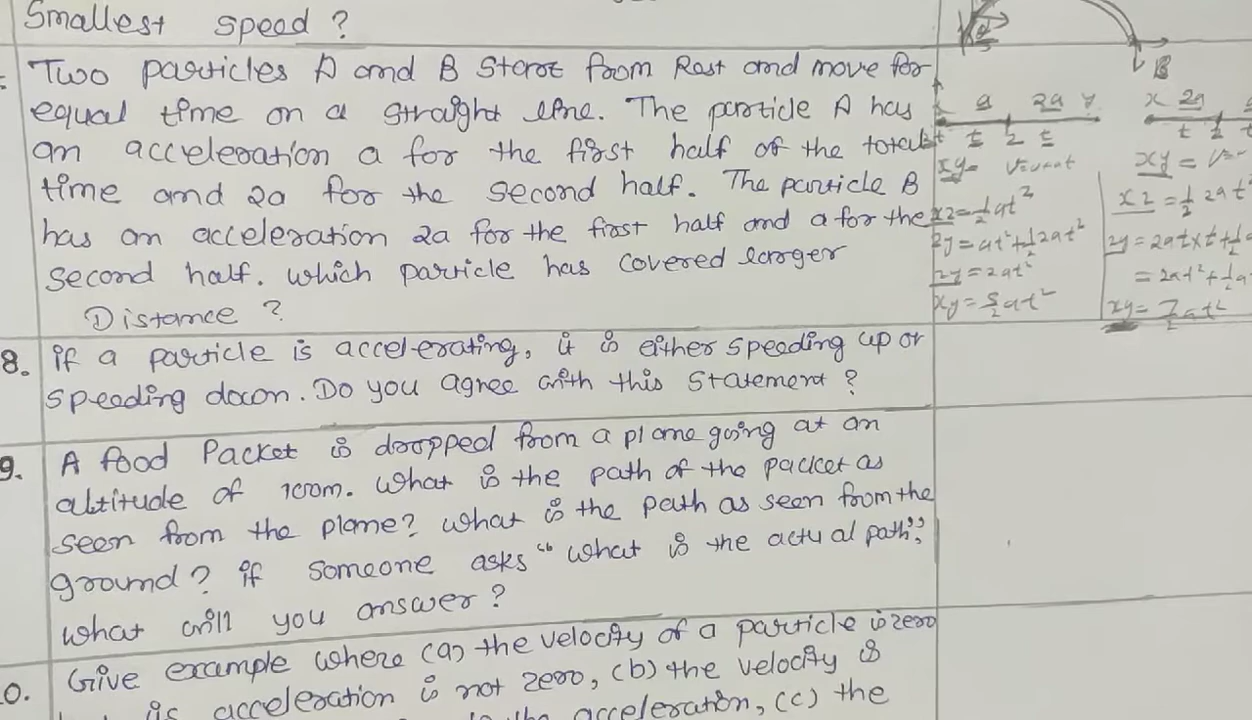 Smallest speed ?
Two particles A and B Start from Rest and move for
equal time on a straight line. The particle A has
an acceleration a for the first half of the total
time and 2a for the second half. The particle B
has an acceleration 2a for the first half and a for the
second half. which particle has covered larger
Distance ?
8. if a particle is accelerating, it is either speeding up or
speeding down. Do you agree with this statement ?
9. A food Packet is dropped from a plane going at an
altitude of 100m. What is the path of the packet as
seen from the plane? What is the path as seen from the
ground? if someone asks "what is the actual path",
what will you answer ?
0. Give example where (a) the velocity of a particle is zero
is acceleration is not zero, (b) the velocity is
acceleration, (c) the
B
a 2a y
x 2a
t 2 t
t 2
xy =
xy =
xz = ½at²
xz = ½ 2at²
zy = at² + ½2at²
zy = 2at×t + ½
zy = 2at²
= 2at² + ½a
xy = 5/2 at²
xy = 7/2 at²